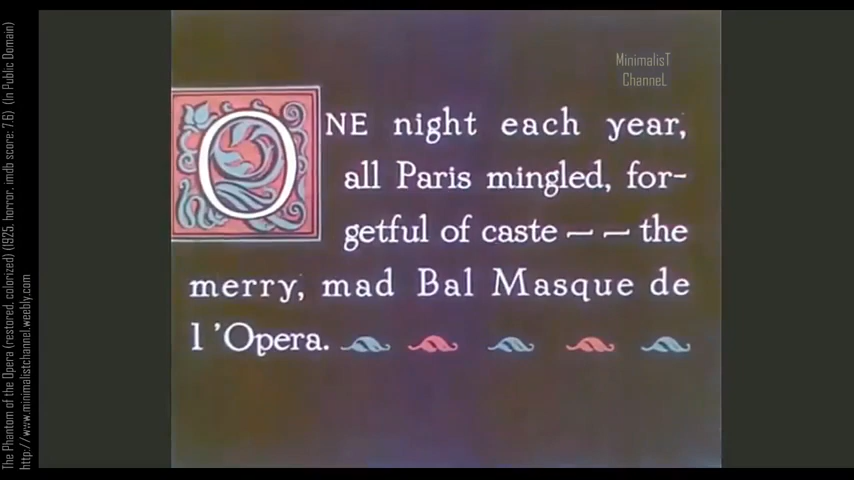 The Phantom of the Opera (restored, colorized) (1925, horror, imdb score: 7.6) (In Public Domain)
http://www.minimalistchannel.weebly.com
MinimalisT
ChanneL
ONE night each year,
all Paris mingled, for-
getful of caste — — the
merry, mad Bal Masque de
l 'Opera.